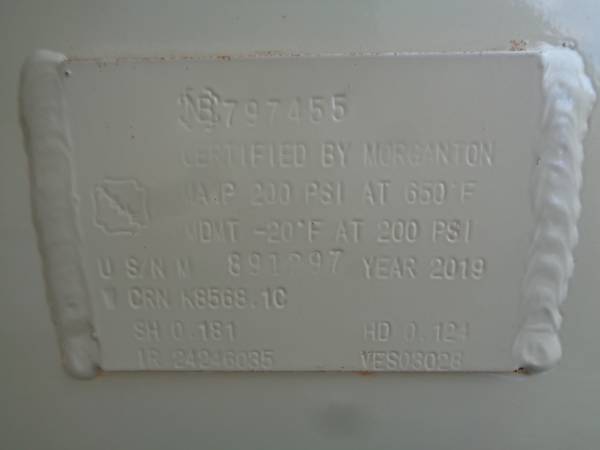 NB 797455
CERTIFIED BY MORGANTON
MAWP 200 PSI AT 650°F
MDMT -20°F AT 200 PSI
U S/N M 891297 YEAR 2019
W CRN K8568.1C
SH 0.181 HD 0.124
24246035 VES03028